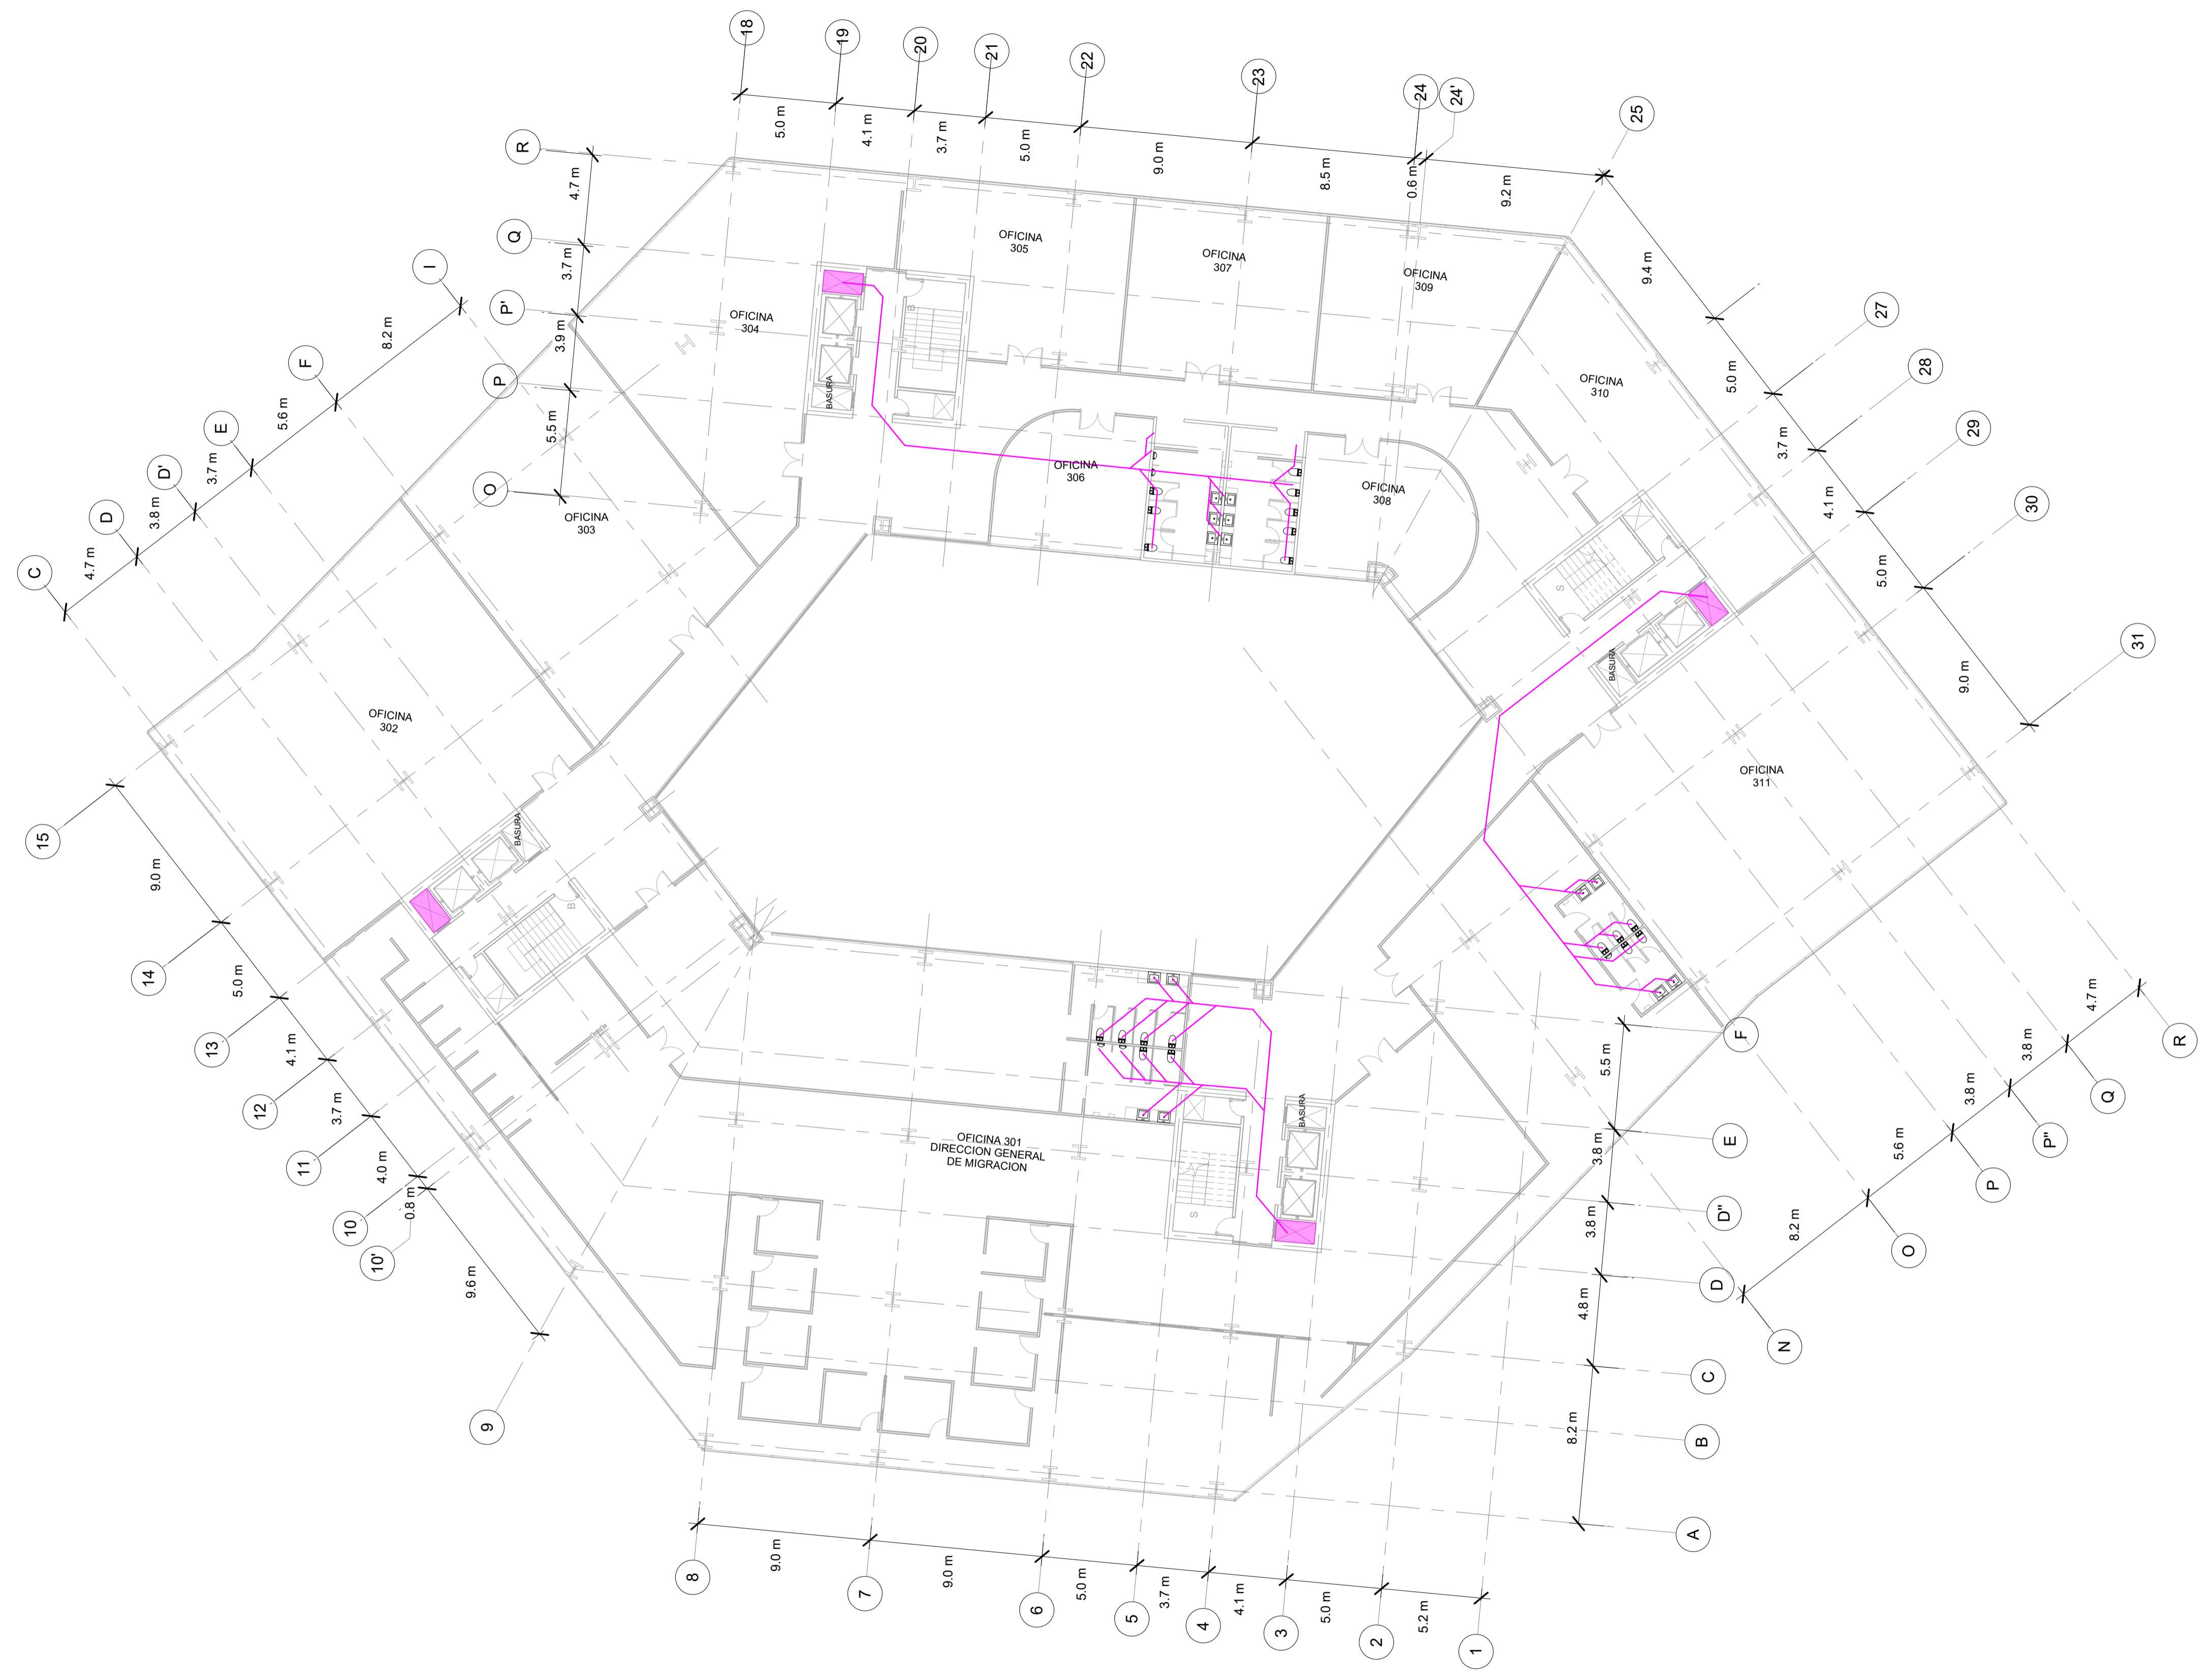 18
19
20
21
22
23
24
24'
25
5.0 m
4.1 m
3.7 m
5.0 m
9.0 m
8.5 m
0.6 m
9.2 m
R
Q
P'
P
O
4.7 m
3.7 m
3.9 m
5.5 m
I
F
E
D'
D
C
8.2 m
5.6 m
3.7 m
3.8 m
4.7 m
27
28
29
30
31
9.4 m
5.0 m
3.7 m
4.1 m
5.0 m
9.0 m
OFICINA
305
OFICINA
307
OFICINA
309
OFICINA
304
OFICINA
310
OFICINA
306
OFICINA
308
OFICINA
303
OFICINA
302
OFICINA
311
OFICINA 301
DIRECCION GENERAL
DE MIGRACION
BASURA
BASURA
BASURA
BASURA
B
S
B
S
15
14
13
12
11
10
10'
9
9.0 m
5.0 m
4.1 m
3.7 m
4.0 m
0.8 m
9.6 m
F
E
D"
D
C
B
A
5.5 m
3.8 m
3.8 m
4.8 m
8.2 m
R
Q
P"
P
O
N
4.7 m
3.8 m
3.8 m
5.6 m
8.2 m
8
7
6
5
4
3
2
1
9.0 m
9.0 m
5.0 m
3.7 m
4.1 m
5.0 m
5.2 m